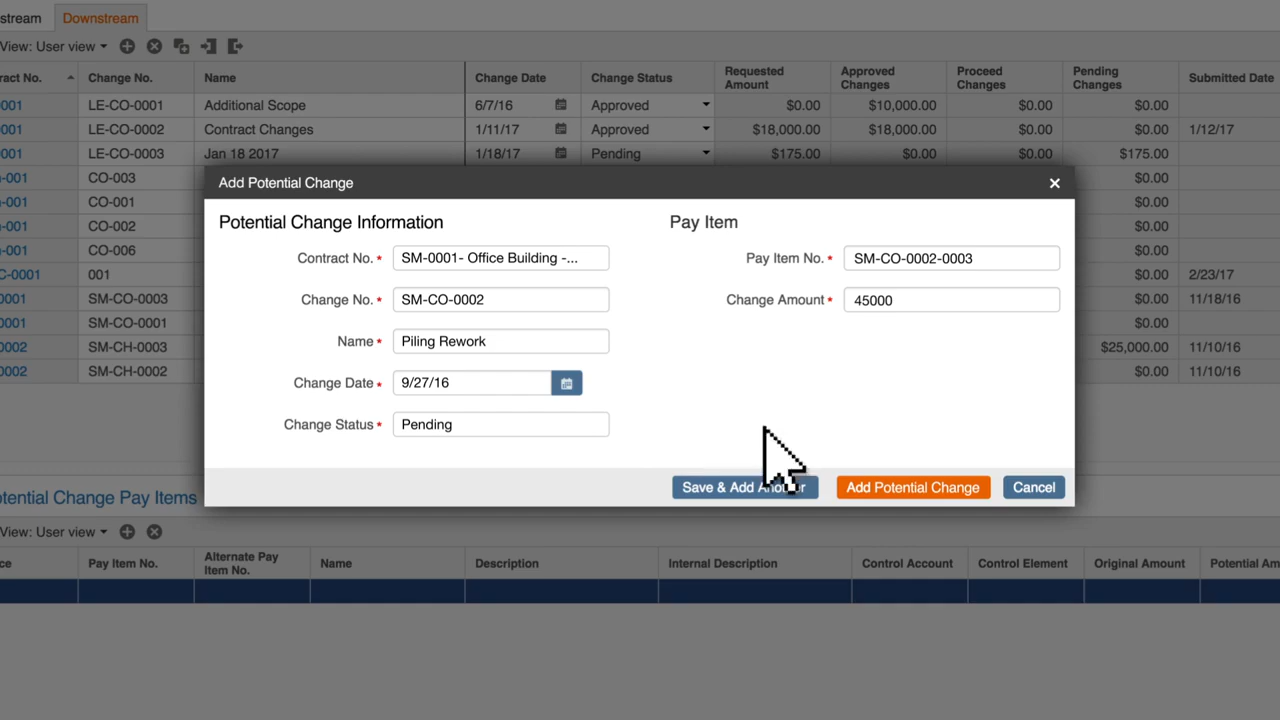 stream Downstream
View: User view
ract No. Change No. Name Change Date Change Status Requested Amount Approved Changes Proceed Changes Pending Changes Submitted Date
0001 LE-CO-0001 Additional Scope 6/7/16 Approved $0.00 $10,000.00 $0.00 $0.00
001 LE-CO-0002 Contract Changes 1/11/17 Approved $18,000.00 $18,000.00 $0.00 $0.00 1/12/17
001 LE-CO-0003 Jan 18 2017 1/18/17 Pending $175.00 $0.00 $0.00 $175.00
-001 CO-003 $0.00
-001 CO-001 $0.00
-001 CO-002 $0.00
-001 CO-006 $0.00
C-0001 001 $0.00 2/23/17
0001 SM-CO-0003 $0.00 11/18/16
0001 SM-CO-0001 $0.00
0002 SM-CH-0003 $25,000.00 11/10/16
0002 SM-CH-0002 $0.00 11/10/16
Add Potential Change
Potential Change Information
Contract No.* SM-0001- Office Building -...
Change No.* SM-CO-0002
Name* Piling Rework
Change Date* 9/27/16
Change Status* Pending
Pay Item
Pay Item No.* SM-CO-0002-0003
Change Amount* 45000
Save & Add Another Add Potential Change Cancel
otential Change Pay Items
View: User view
ce Pay Item No. Alternate Pay Item No. Name Description Internal Description Control Account Control Element Original Amount Potential Am